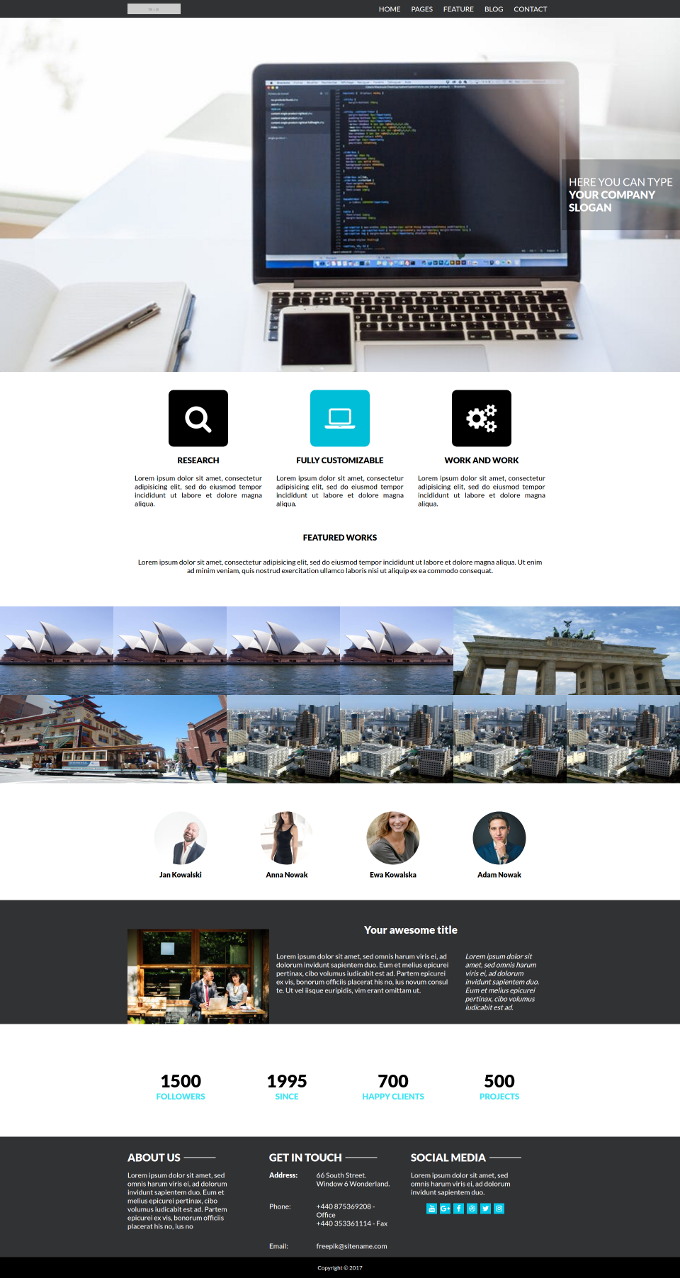 HOME PAGES FEATURE BLOG CONTACT
HERE YOU CAN TYPE
YOUR COMPANY
SLOGAN
RESEARCH
Lorem ipsum dolor sit amet, consectetur
adipisicing elit, sed do eiusmod tempor
incididunt ut labore et dolore magna
aliqua.
FULLY CUSTOMIZABLE
Lorem ipsum dolor sit amet, consectetur
adipisicing elit, sed do eiusmod tempor
incididunt ut labore et dolore magna
aliqua.
WORK AND WORK
Lorem ipsum dolor sit amet, consectetur
adipisicing elit, sed do eiusmod tempor
incididunt ut labore et dolore magna
aliqua.
FEATURED WORKS
Lorem ipsum dolor sit amet, consectetur adipisicing elit, sed do eiusmod tempor incididunt ut labore et dolore magna aliqua. Ut enim
ad minim veniam, quis nostrud exercitation ullamco laboris nisi ut aliquip ex ea commodo consequat.
Jan Kowalski
Anna Nowak
Ewa Kowalska
Adam Nowak
Your awesome title
Lorem ipsum dolor sit amet, sed omnis harum viris ei, ad
dolorum invidunt sapientem duo. Eum et melius epicurei
pertinax, cibo volumus iudicabit est ad. Partem epicurei
ex vis, bonorum officiis placerat his no, ius novum consul
te. Ut vel iisque euripidis, vim erant omittam ut.
Lorem ipsum dolor sit
amet, sed omnis harum
viris ei, ad dolorum
invidunt sapientem duo.
Eum et melius epicurei
pertinax, cibo volumus
iudicabit est ad.
1500
FOLLOWERS
1995
SINCE
700
HAPPY CLIENTS
500
PROJECTS
ABOUT US
Lorem ipsum dolor sit amet, sed
omnis harum viris ei, ad dolorum
invidunt sapientem duo. Eum et
melius epicurei pertinax, cibo
volumus iudicabit est ad. Partem
epicurei ex vis, bonorum officiis
placerat his no, ius no
GET IN TOUCH
Address: 66 South Street.
Window 6 Wonderland.
Phone: +440 875369208 -
Office
+440 353361114 - Fax
Email: freepik@sitename.com
SOCIAL MEDIA
Lorem ipsum dolor sit amet, sed
omnis harum viris ei, ad dolorum
invidunt sapientem.
Copyright © 2017